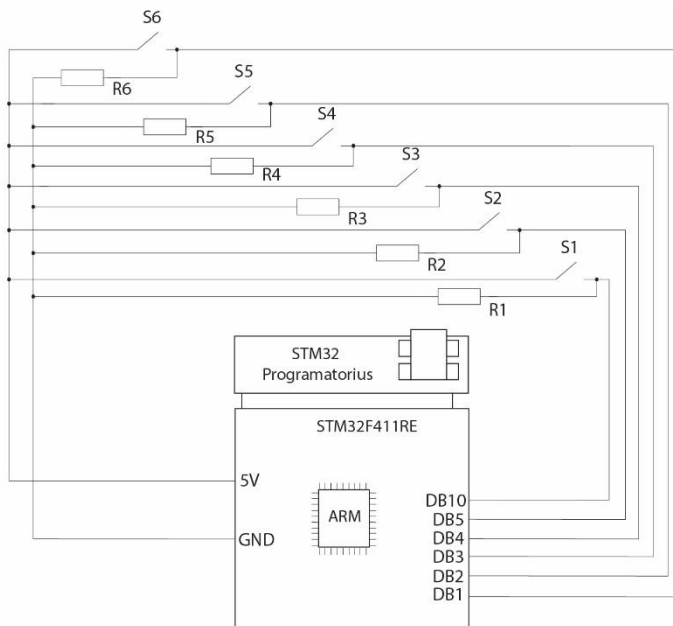 S6
R6
S5
R5
S4
R4
S3
R3
S2
R2
S1
R1
STM32
Programatorius
STM32F411RE
5V
GND
ARM
DB10
DB5
DB4
DB3
DB2
DB1